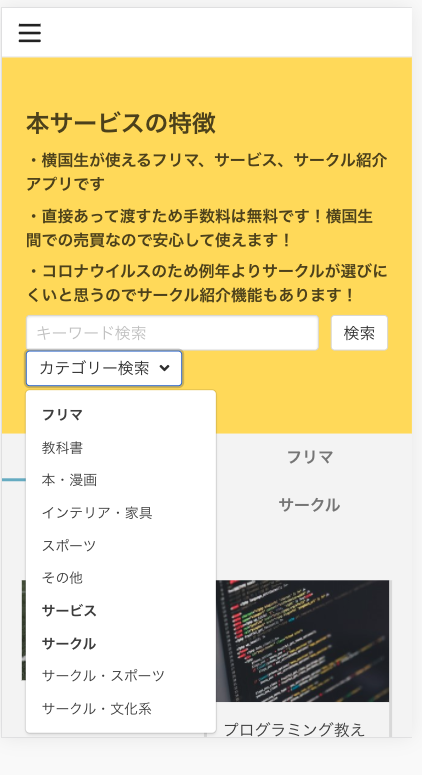 本サービスの特徴
・横国生が使えるフリマ、サービス、サークル紹介
アプリです
・直接あって渡すため手数料は無料です！横国生
間での売買なので安心して使えます！
・コロナウイルスのため例年よりサークルが選びに
くいと思うのでサークル紹介機能もあります！
キーワード検索 検索
カテゴリー検索
フリマ
教科書
本・漫画
インテリア・家具
スポーツ
その他
サービス
サークル
サークル・スポーツ
サークル・文化系
フリマ
サークル
プログラミング教え